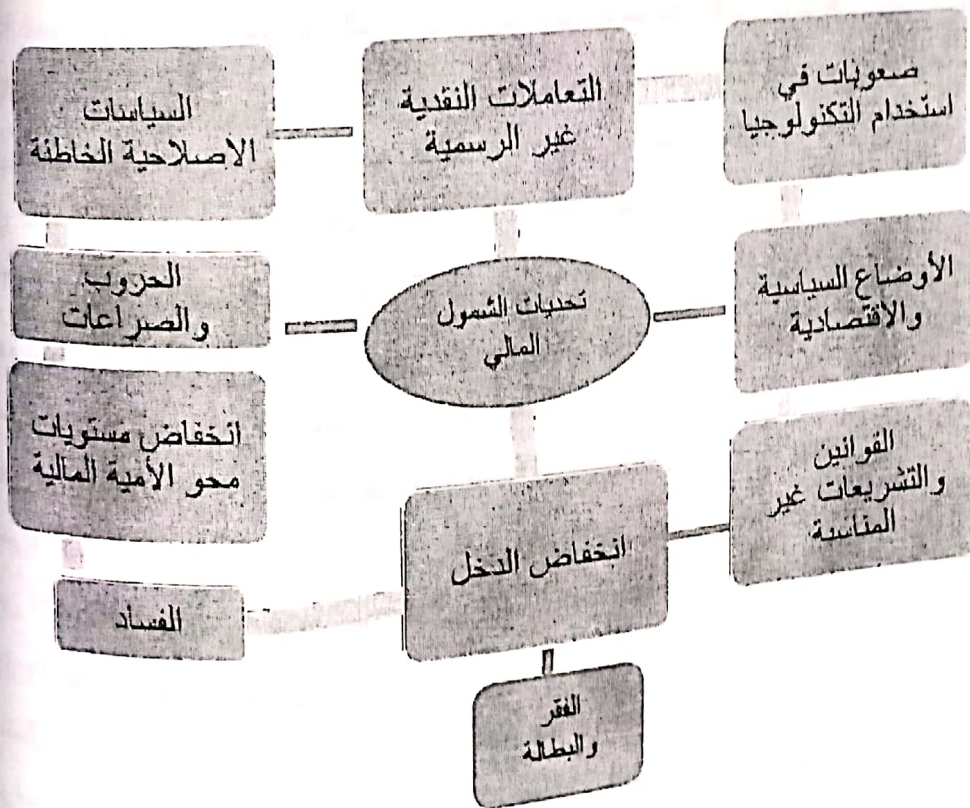 صعوبات في
استخدام التكنولوجيا
التعاملات النقدية
غير الرسمية
السياسات
الاصلاحية الخاطئة
الأوضاع السياسية
والاقتصادية
تحديات الشمول
المالي
الحروب
والصراعات
القوانين
والتشريعات غير
المناسبة
انخفاض الدخل
انخفاض مستويات
محو الأمية المالية
الفساد
الفقر
والبطالة